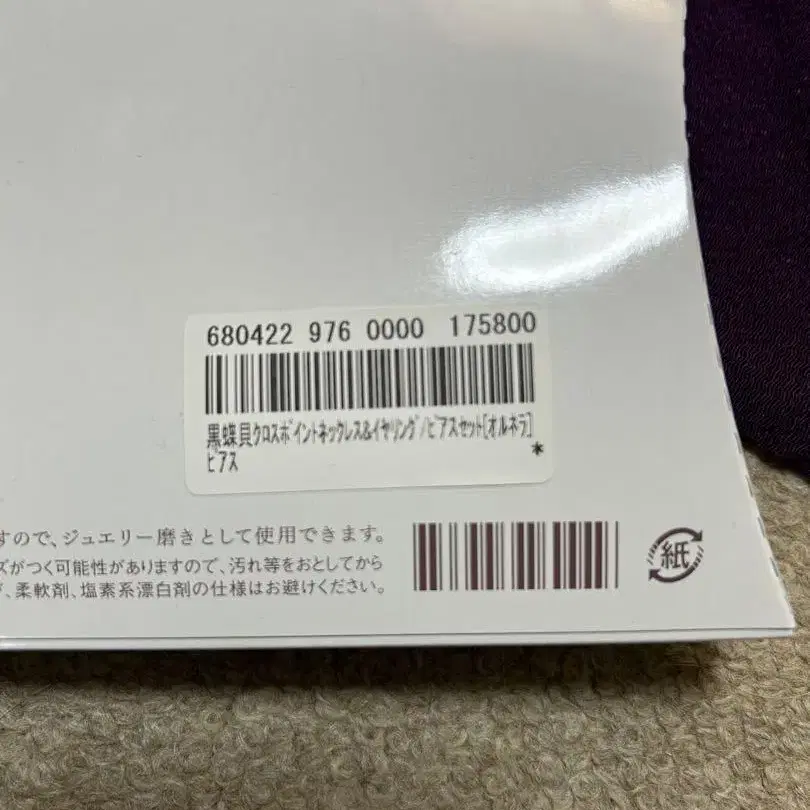 680422 976 0000 175800
黒蝶貝クロスポイントネックレス&イヤリング/ピアスセット[オルネラ]
ピアス *
すので、ジュエリー磨きとして使用できます。
ズがつく可能性がありますので、汚れ等をおとしてから
、柔軟剤、塩素系漂白剤の仕様はお避けください。
紙